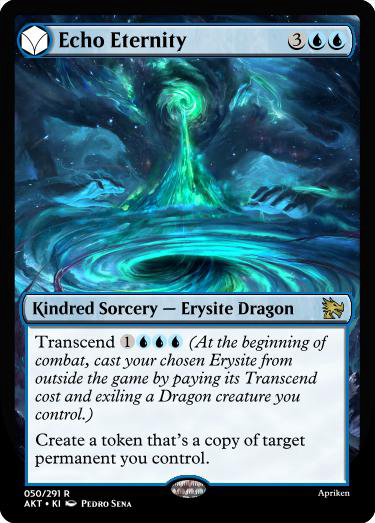 Echo Eternity 3
Kindred Sorcery — Erysite Dragon
Transcend 1 (At the beginning of
combat, cast your chosen Erysite from
outside the game by paying its Transcend
cost and exiling a Dragon creature you
control.)
Create a token that's a copy of target
permanent you control.
050/291 R
Apriken
AKT • KI Pedro Sena